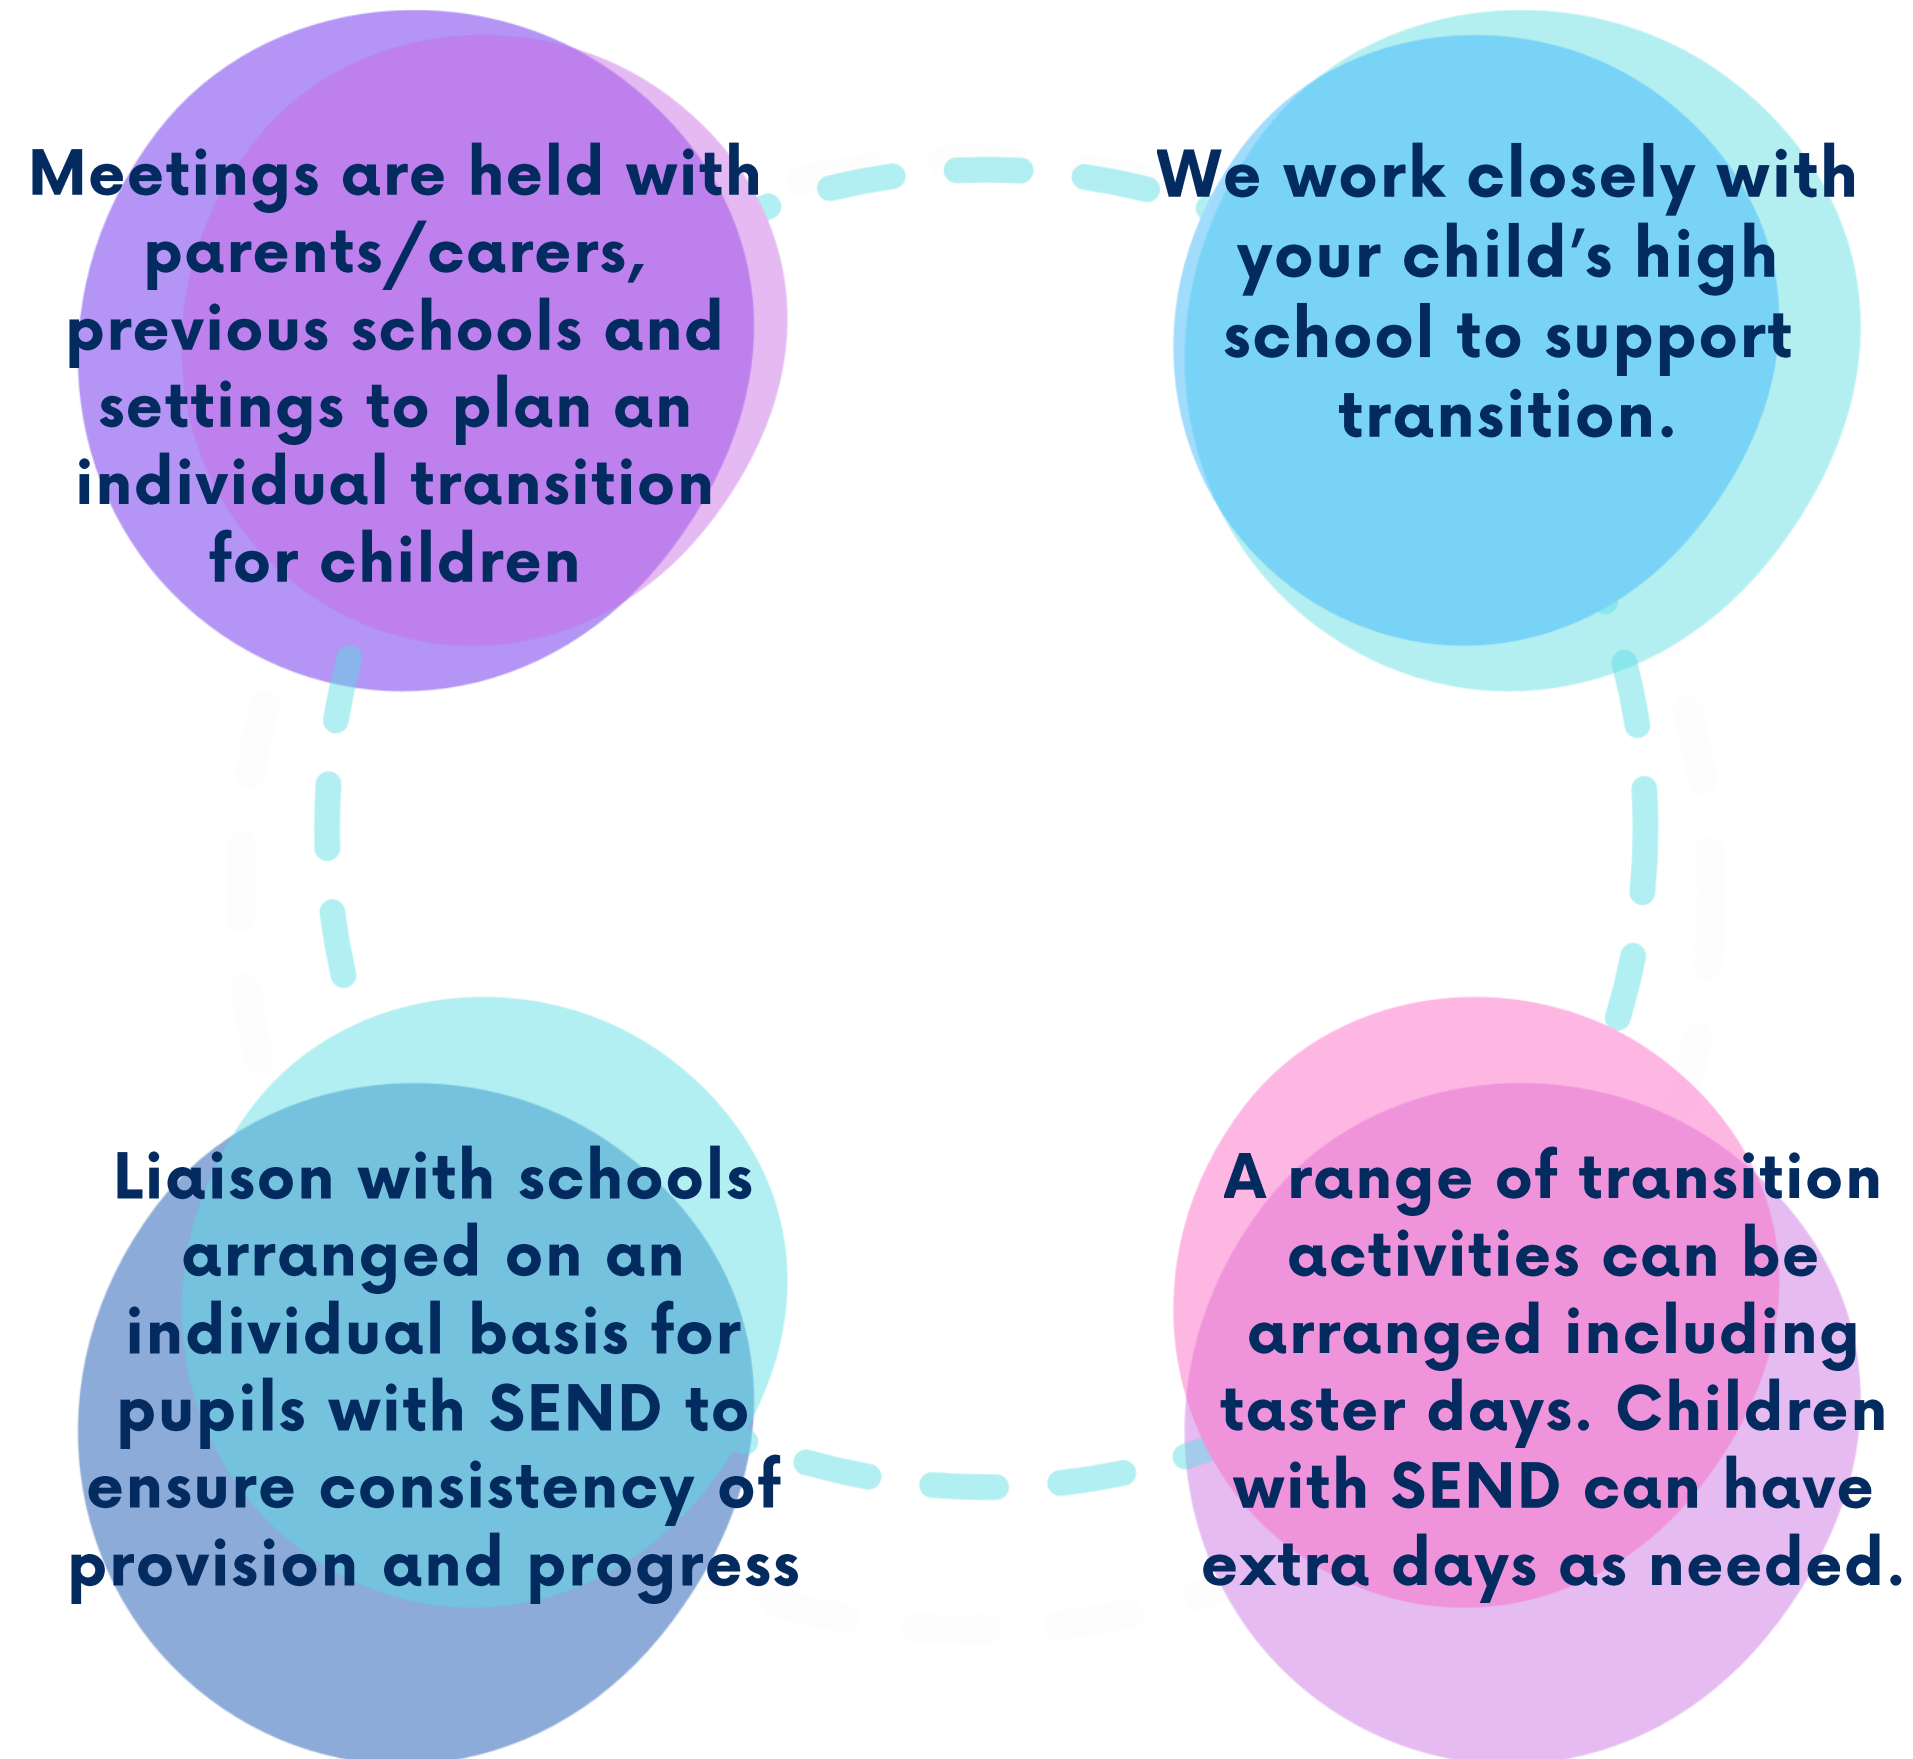 Meetings are held with
parents/carers,
previous schools and
settings to plan an
individual transition
for children
We work closely with
your child’s high
school to support
transition.
Liaison with schools
arranged on an
individual basis for
pupils with SEND to
ensure consistency of
provision and progress
A range of transition
activities can be
arranged including
taster days. Children
with SEND can have
extra days as needed.